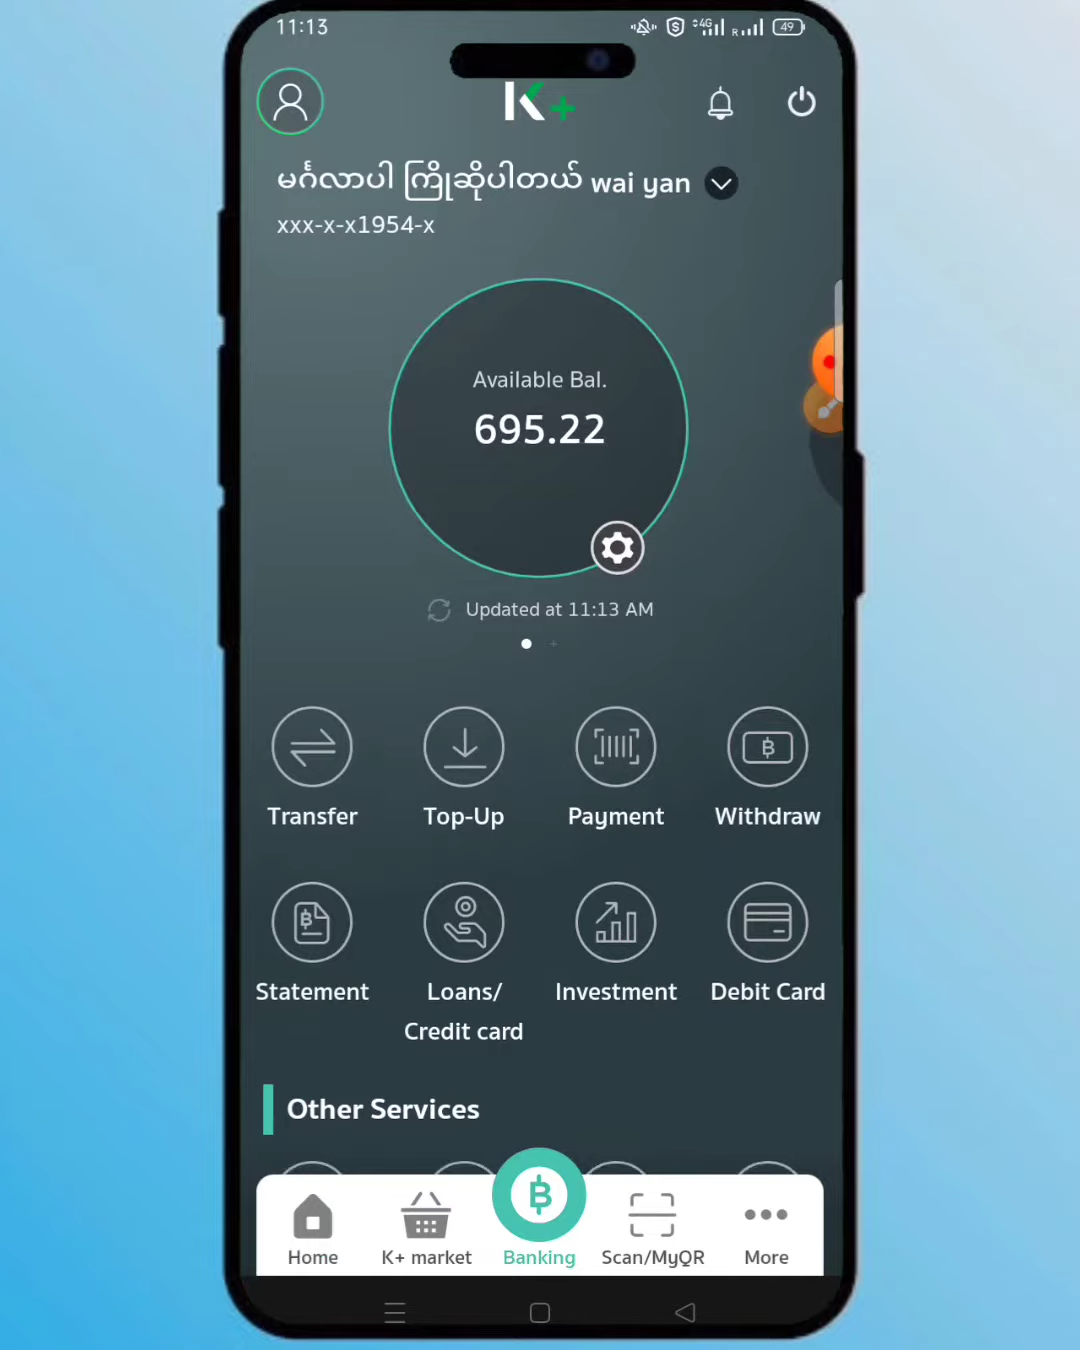 11:13
4G
R
49
K+
မင်္ဂလာပါ ကြိုဆိုပါတယ် wai yan
xxx-x-x1954-x
Available Bal.
695.22
Updated at 11:13 AM
Transfer
Top-Up
Payment
Withdraw
Statement
Loans/
Credit card
Investment
Debit Card
Other Services
Home
K+ market
Banking
Scan/MyQR
More